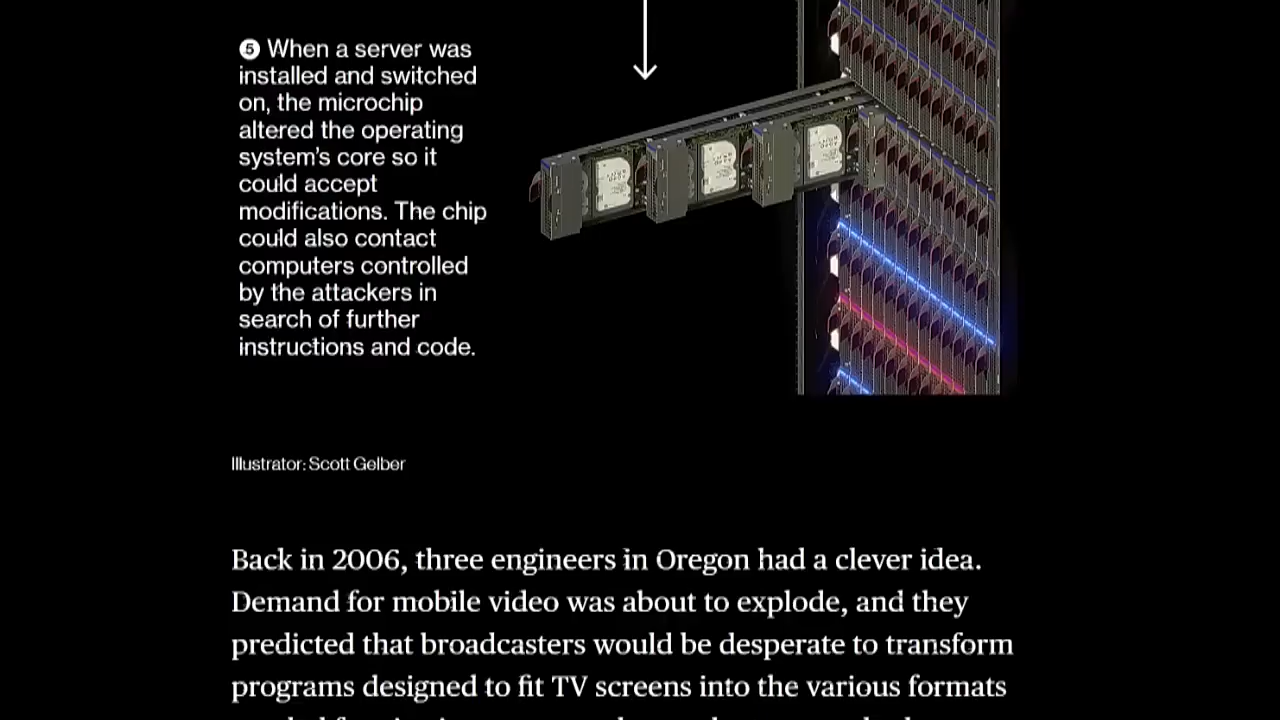 5 When a server was
installed and switched
on, the microchip
altered the operating
system's core so it
could accept
modifications. The chip
could also contact
computers controlled
by the attackers in
search of further
instructions and code.
Illustrator: Scott Gelber
Back in 2006, three engineers in Oregon had a clever idea.
Demand for mobile video was about to explode, and they
predicted that broadcasters would be desperate to transform
programs designed to fit TV screens into the various formats